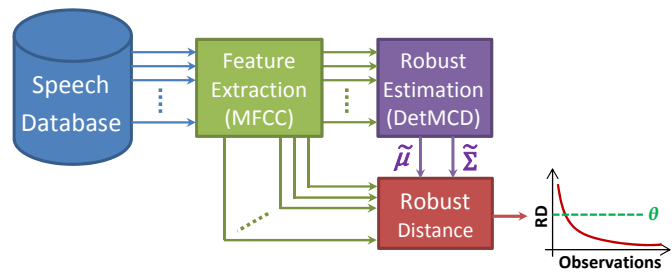 Speech
Database
Feature
Extraction
(MFCC)
Robust
Estimation
(DetMCD)
μ̃
Σ̃
Robust
Distance
RD
θ
Observations